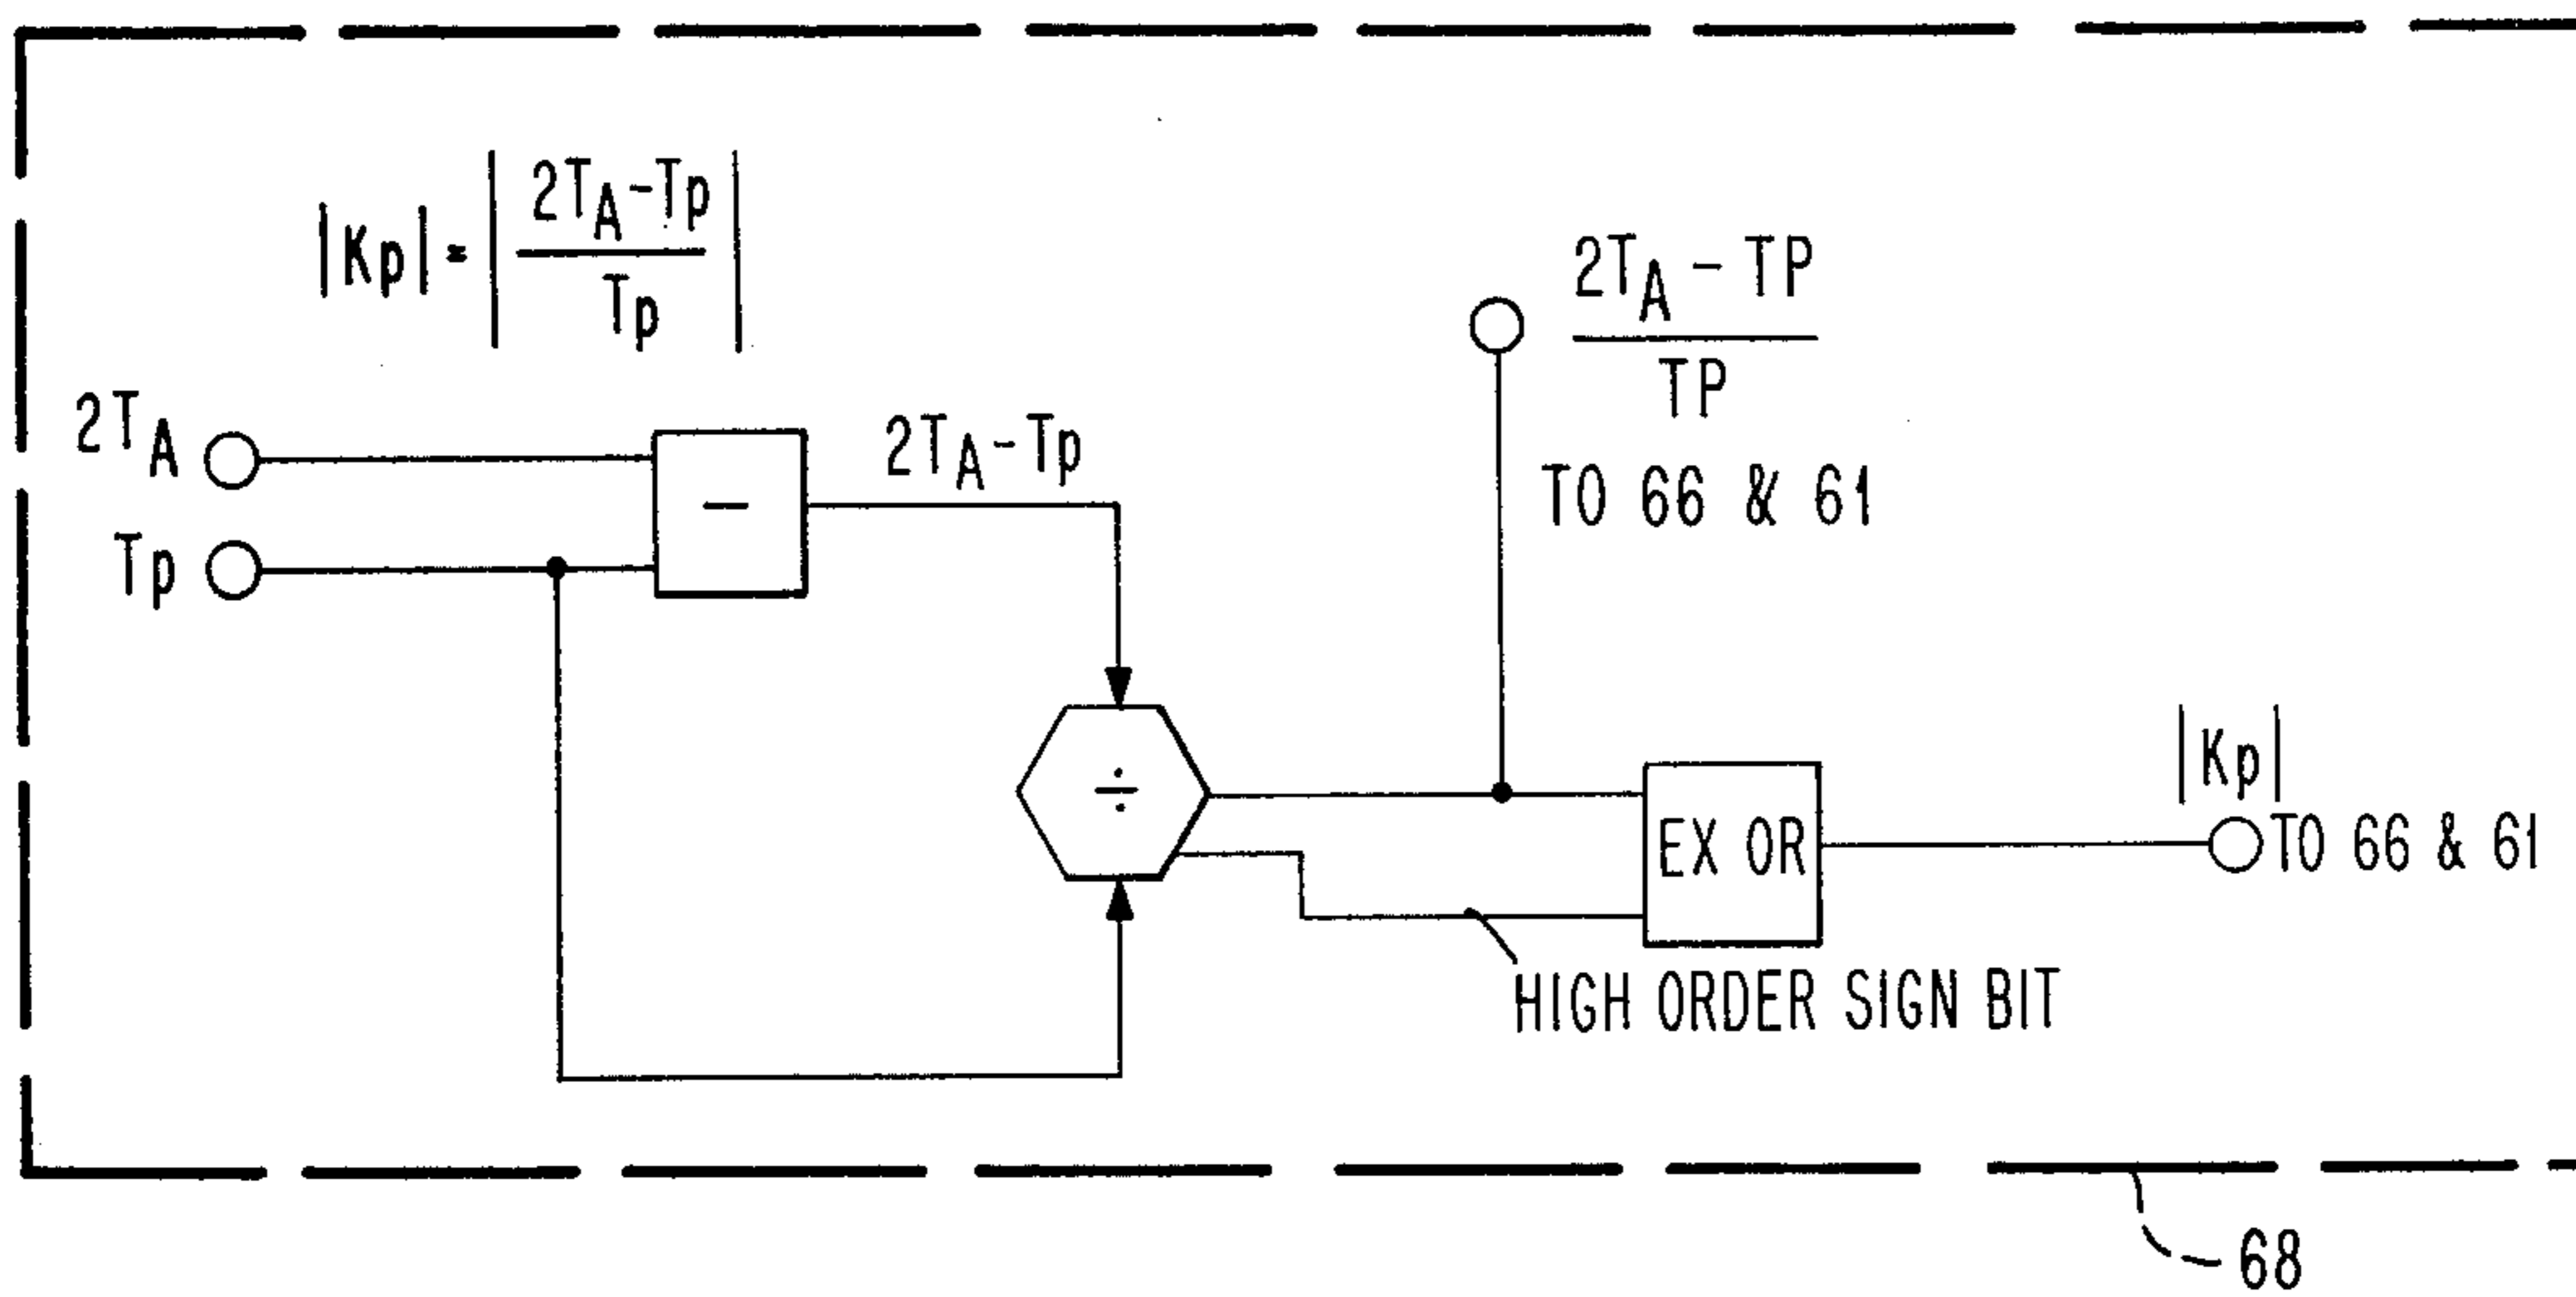 |Kp| = | 2TA-Tp / Tp |
2TA
Tp
−
2TA-Tp
2TA - TP / TP
TO 66 & 61
÷
EX OR
HIGH ORDER SIGN BIT
|Kp|
TO 66 & 61
68